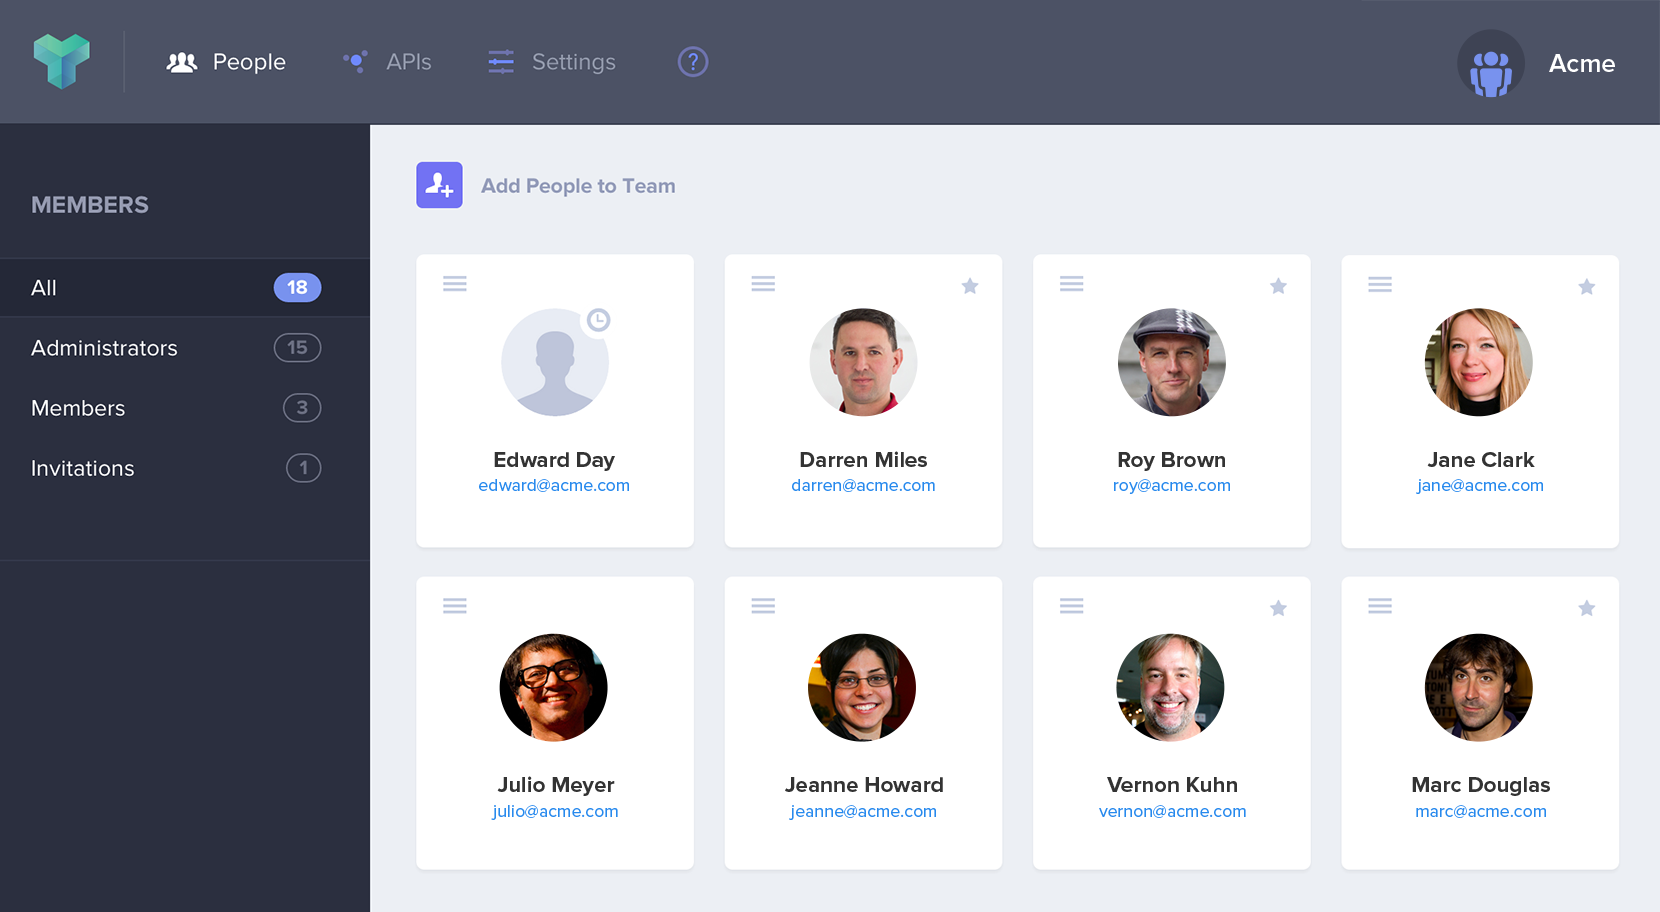 People
APIs
Settings
?
Acme
MEMBERS
All 18
Administrators 15
Members 3
Invitations 1
Add People to Team
Edward Day
edward@acme.com
Darren Miles
darren@acme.com
Roy Brown
roy@acme.com
Jane Clark
jane@acme.com
Julio Meyer
julio@acme.com
Jeanne Howard
jeanne@acme.com
Vernon Kuhn
vernon@acme.com
Marc Douglas
marc@acme.com